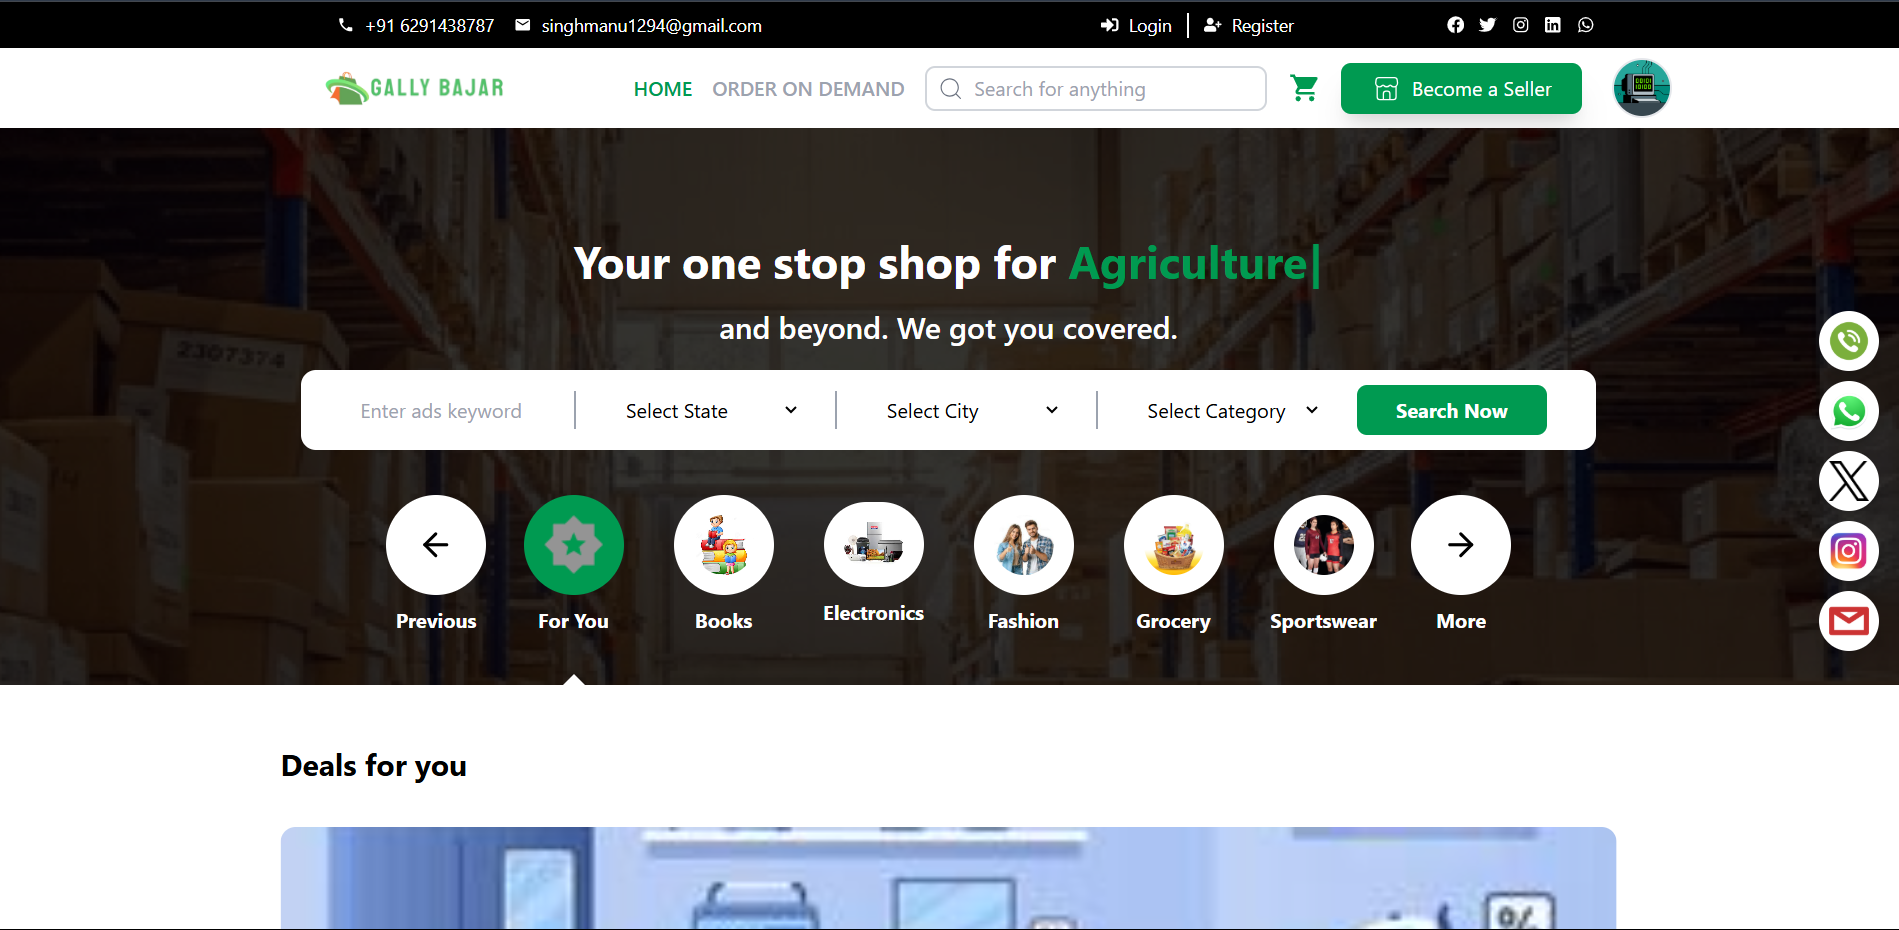 +91 6291438787 singhmanu1294@gmail.com Login Register
GALLY BAJAR HOME ORDER ON DEMAND Search for anything Become a Seller
Your one stop shop for Agriculture|
and beyond. We got you covered.
2307374
Enter ads keyword Select State Select City Select Category Search Now
Previous For You Books Electronics Fashion Grocery Sportswear More
Deals for you
%